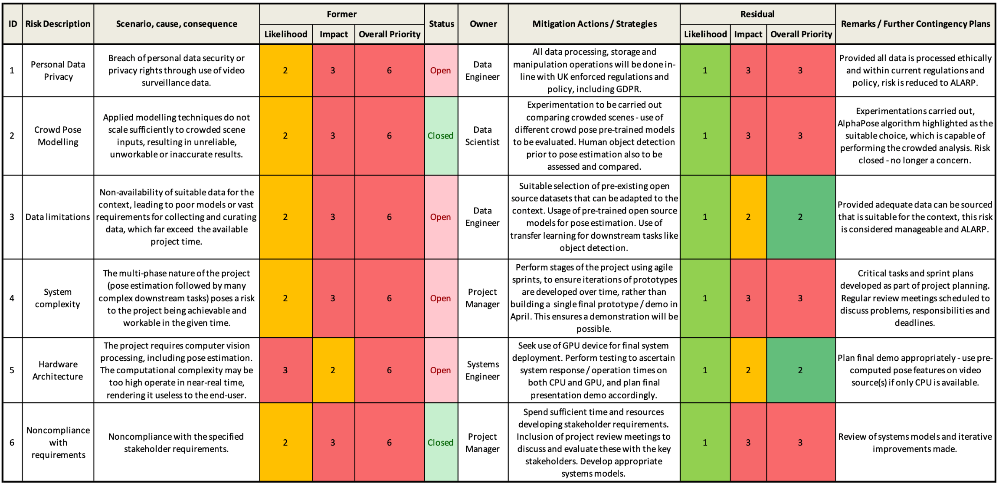 ID
Risk Description
Scenario, cause, consequence
Former
Likelihood
Impact
Overall Priority
Status
Owner
Mitigation Actions / Strategies
Residual
Likelihood
Impact
Overall Priority
Remarks / Further Contingency Plans
1
Personal Data
Privacy
Breach of personal data security or
privacy rights through use of video
surveillance data.
2
3
6
Open
Data
Engineer
All data processing, storage and
manipulation operations will be done in-
line with UK enforced regulations and
policy, including GDPR.
1
3
3
Provided all data is processed ethically
and within current regulations and
policy, risk is reduced to ALARP.
2
Crowd Pose
Modelling
Applied modelling techniques do not
scale sufficiently to crowded scene
inputs, resulting in unreliable,
unworkable or inaccurate results.
2
3
6
Closed
Data
Scientist
Experimentation to be carried out
comparing crowded scenes - use of
different crowd pose pre-trained models
to be evaluated. Human object detection
prior to pose estimation also to be
assessed and compared.
1
3
3
Experimentations carried out,
AlphaPose algorithm highlighted as the
suitable choice, which is capable of
performing the crowded analysis. Risk
closed - no longer a concern.
3
Data limitations
Non-availability of suitable data for the
context, leading to poor models or vast
requirements for collecting and curating
data, which far exceed the available
project time.
2
3
6
Open
Data
Engineer
Suitable selection of pre-existing open
source datasets that can be adapted to the
context. Usage of pre-trained open source
models for pose estimation. Use of
transfer learning for downstream tasks like
object detection.
1
2
2
Provided adequate data can be sourced
that is suitable for the context, this risk
is considered manageable and ALARP.
4
System
complexity
The multi-phase nature of the project
(pose estimation followed by many
complex downstream tasks) poses a risk
to the project being achievable and
workable in the given time.
2
3
6
Open
Project
Manager
Perform stages of the project using agile
sprints, to ensure iterations of prototypes
are developed over time, rather than
building a single final prototype / demo in
April. This ensures a demonstration will be
possible.
1
3
3
Critical tasks and sprint plans
developed as part of project planning.
Regular review meetings scheduled to
discuss problems, responsibilities and
deadlines.
5
Hardware
Architecture
The project requires computer vision
processing, including pose estimation.
The computational complexity may be
too high operate in near-real time,
rendering it useless to the end-user.
3
2
6
Open
Systems
Engineer
Seek use of GPU device for final system
deployment. Perform testing to ascertain
system response / operation times on
both CPU and GPU, and plan final
presentation demo accordingly.
1
2
2
Plan final demo appropriately - use pre-
computed pose features on video
source(s) if only CPU is available.
6
Noncompliance
with
requirements
Noncompliance with the specified
stakeholder requirements.
2
3
6
Closed
Project
Manager
Spend sufficient time and resources
developing stakeholder requirements.
Inclusion of project review meetings to
discuss and evaluate these with the key
stakeholders. Develop appropriate
systems models.
1
3
3
Review of systems models and iterative
improvements made.